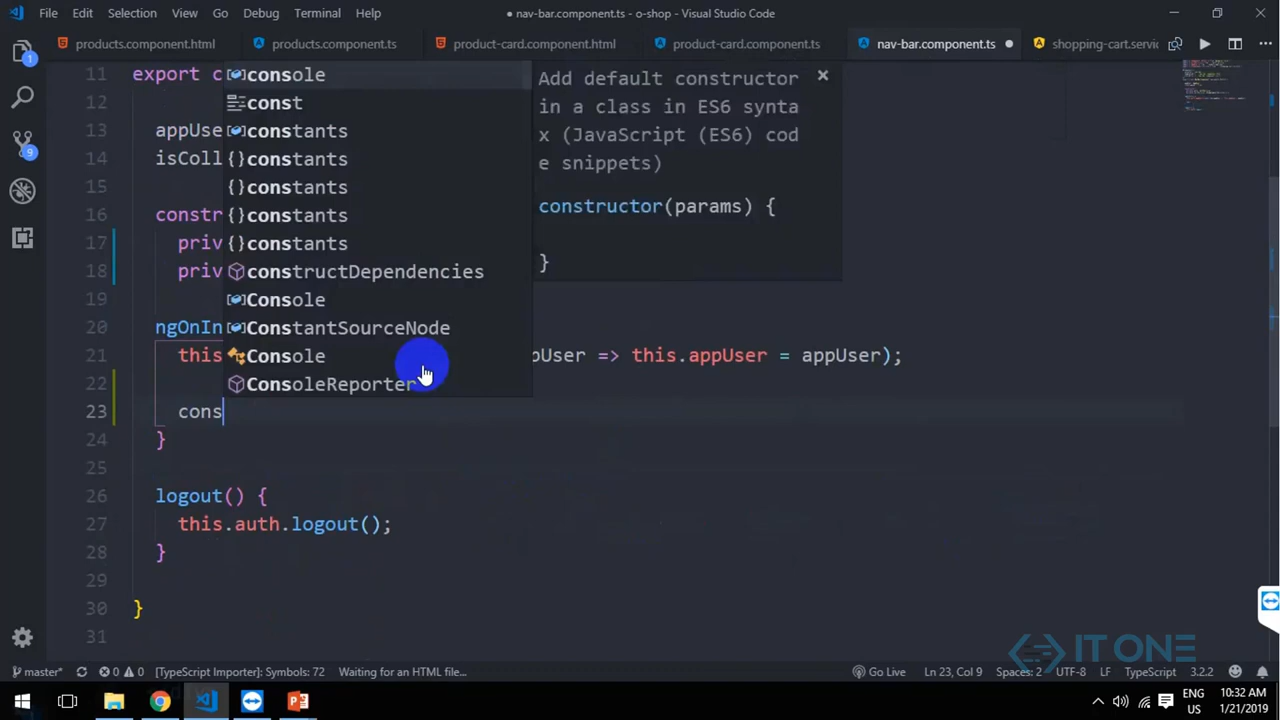 File Edit Selection View Go Debug Terminal Help
● nav-bar.component.ts - o-shop - Visual Studio Code
products.component.html products.component.ts product-card.component.html product-card.component.ts nav-bar.component.ts ● shopping-cart.servic
1
9
11 export c
12
13 appUse
14 isColl
15
16 constr
17 priv
18 priv
19
20 ngOnIn
21 this pUser => this.appUser = appUser);
22
23 cons
24 }
25
26 logout() {
27 this.auth.logout();
28 }
29
30 }
31
console
const
constants
{} constants
{} constants
{} constants
{} constants
constructDependencies
Console
ConstantSourceNode
Console
ConsoleReporter
Add default constructor
in a class in ES6 synta
x (JavaScript (ES6) cod
e snippets)
constructor(params) {
}
IT ONE
master* 0 0 [TypeScript Importer]: Symbols: 72 Waiting for an HTML file... Go Live Ln 23, Col 9 Spaces: 2 UTF-8 LF TypeScript 3.2.2
ENG
US
10:32 AM
1/21/2019